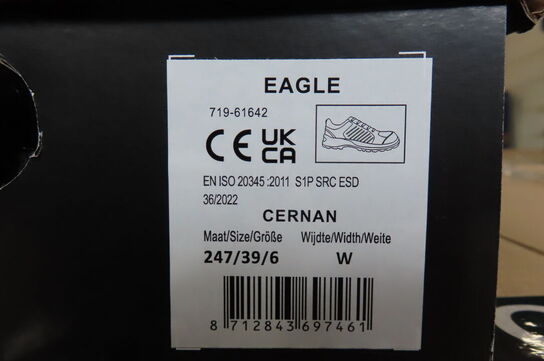 EAGLE
719-61642
CE UK CA
EN ISO 20345 :2011 S1P SRC ESD
36/2022
CERNAN
Maat/Size/Größe Wijdte/Width/Weite
247/39/6 W
8 712843 697461